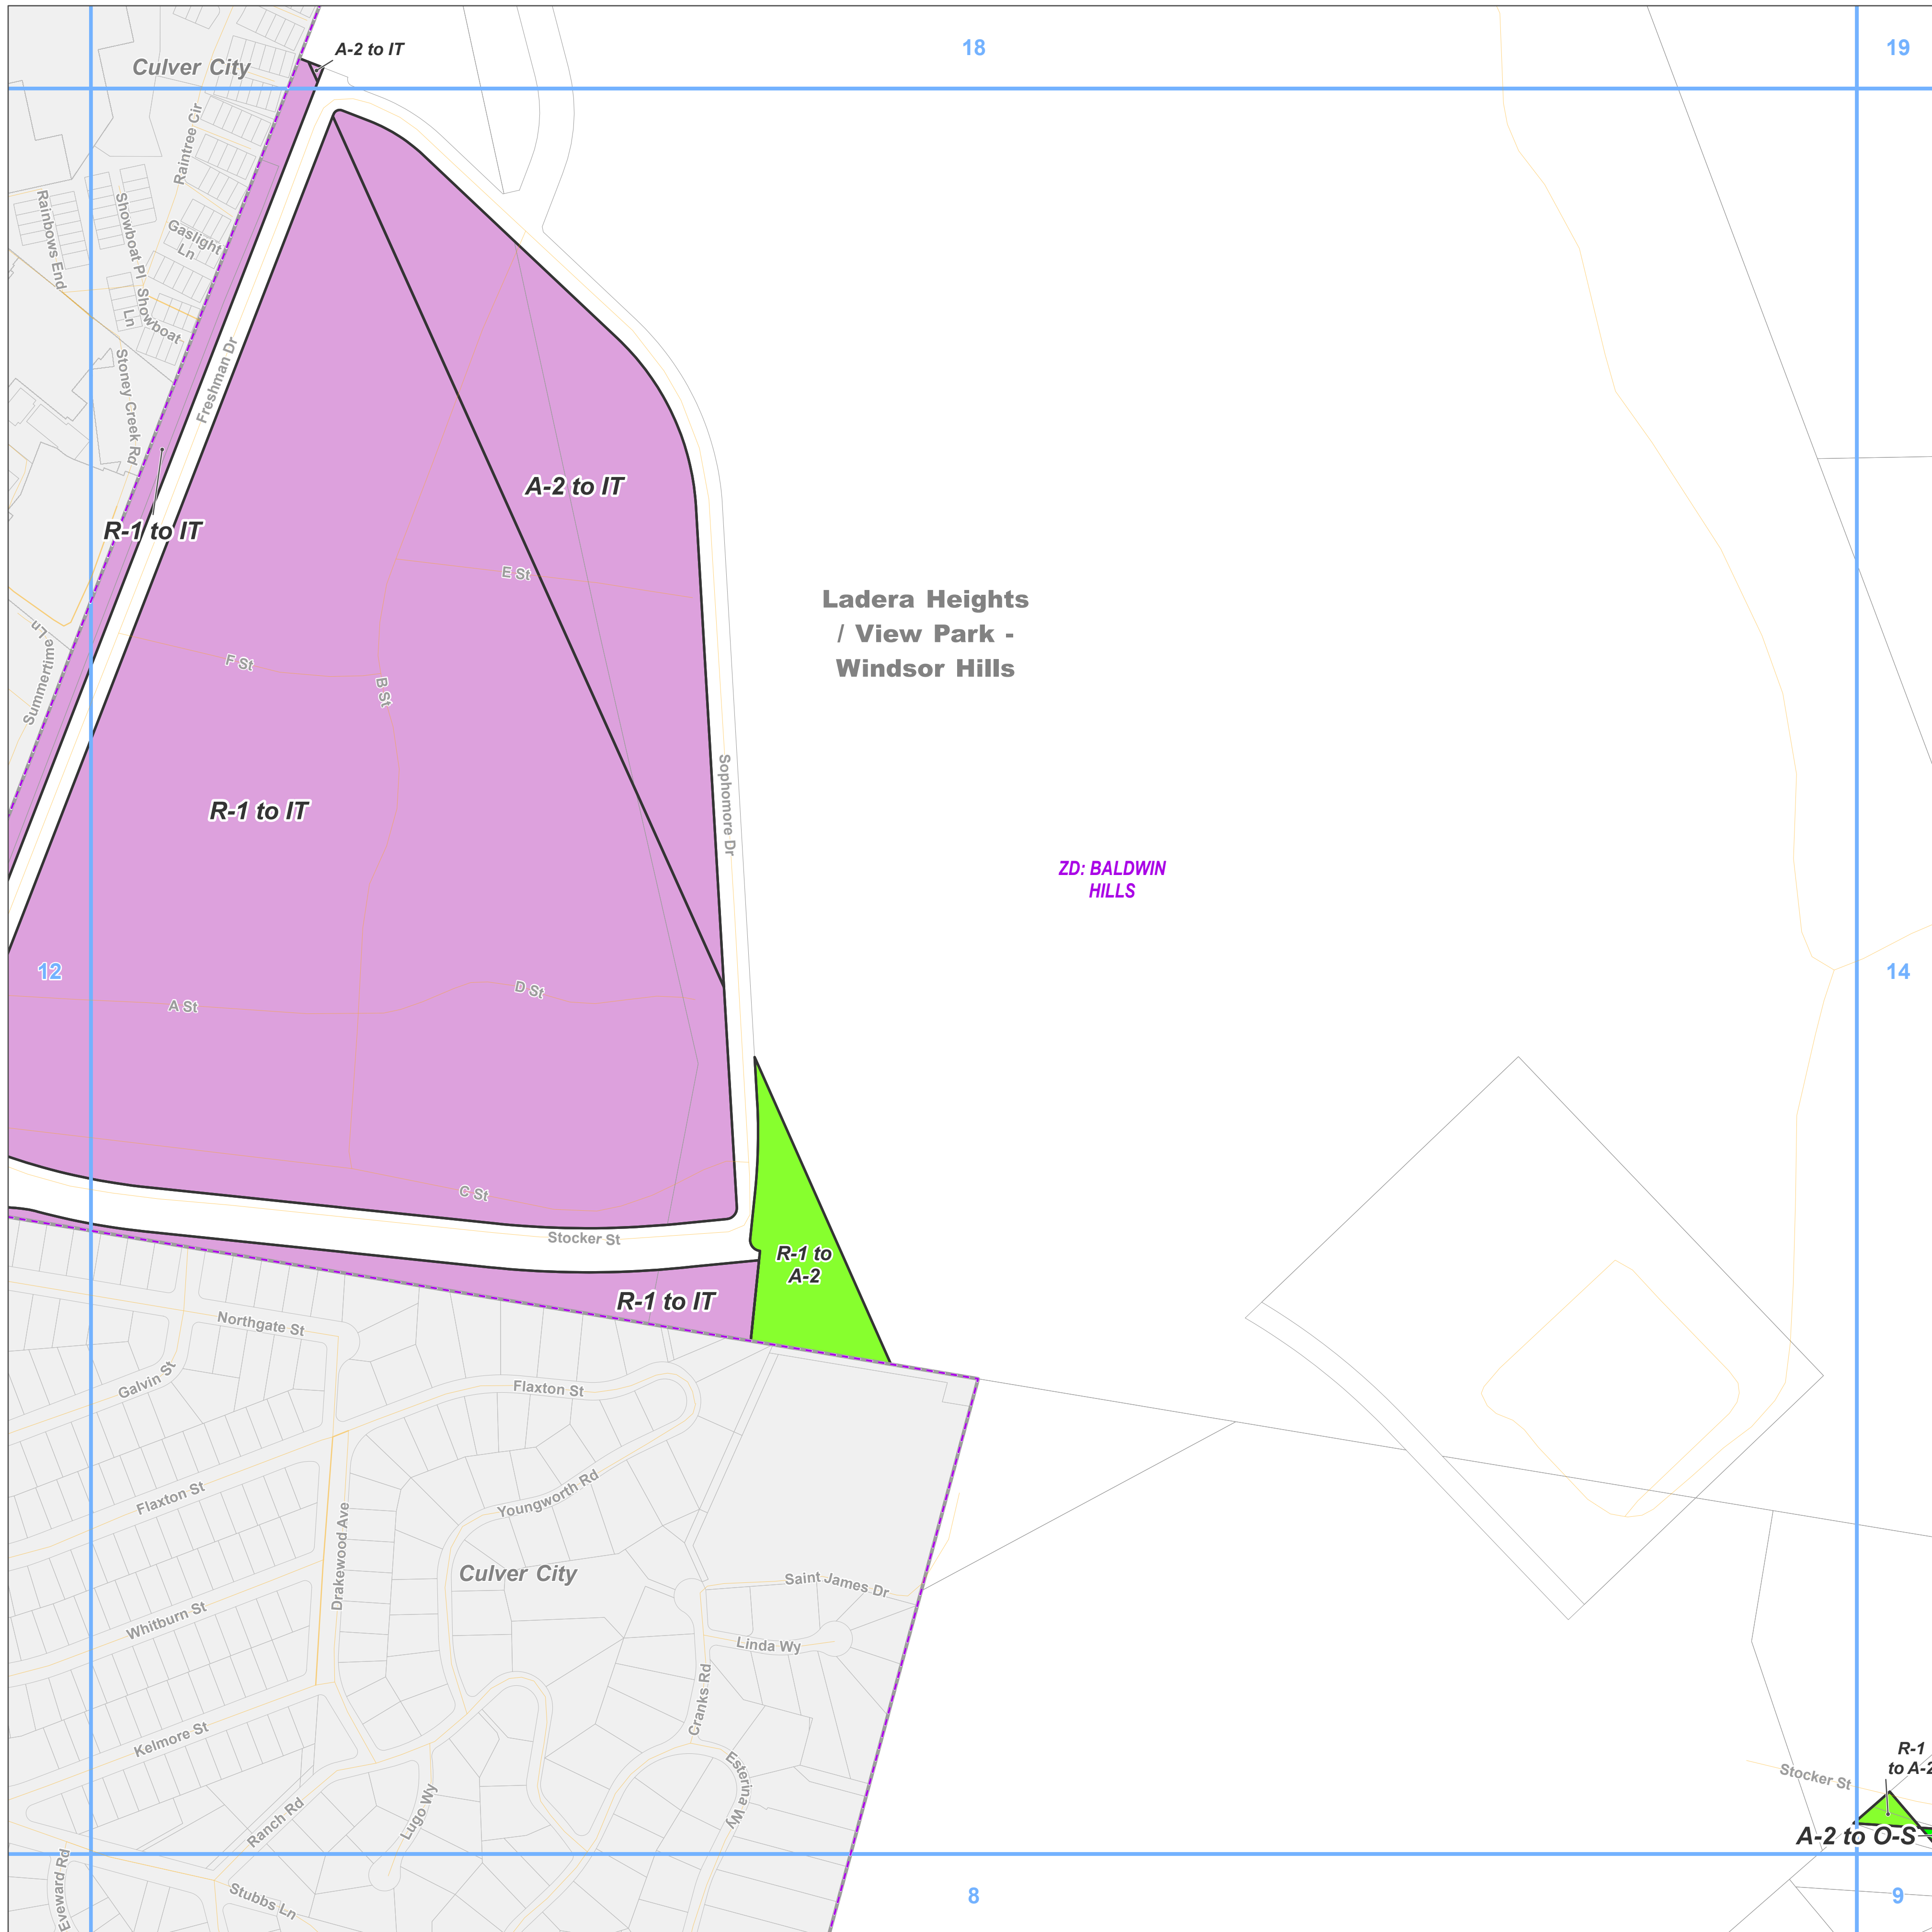 A-2 to IT
18
19
Culver City
Raintree Cir
Rainbows End
Showboat Pl
Gaslight
Ln
Showboat
Ln
Stoney Creek Rd
Freshman Dr
A-2 to IT
R-1 to IT
E St
Ladera Heights
/ View Park -
Windsor Hills
Summertime Ln
F St
B St
R-1 to IT
Sophomore Dr
ZD: BALDWIN
HILLS
12
14
A St
D St
C St
Stocker St
R-1 to
A-2
R-1 to IT
Northgate St
Galvin St
Flaxton St
Flaxton St
Youngworth Rd
Drakewood Ave
Culver City
Saint James Dr
Whitburn St
Linda Wy
Cranks Rd
Kelmore St
Esterina Wy
R-1
to A-2
Stocker St
Ranch Rd
Lugo Wy
A-2 to O-S
Eveward Rd
Stubbs Ln
8
9